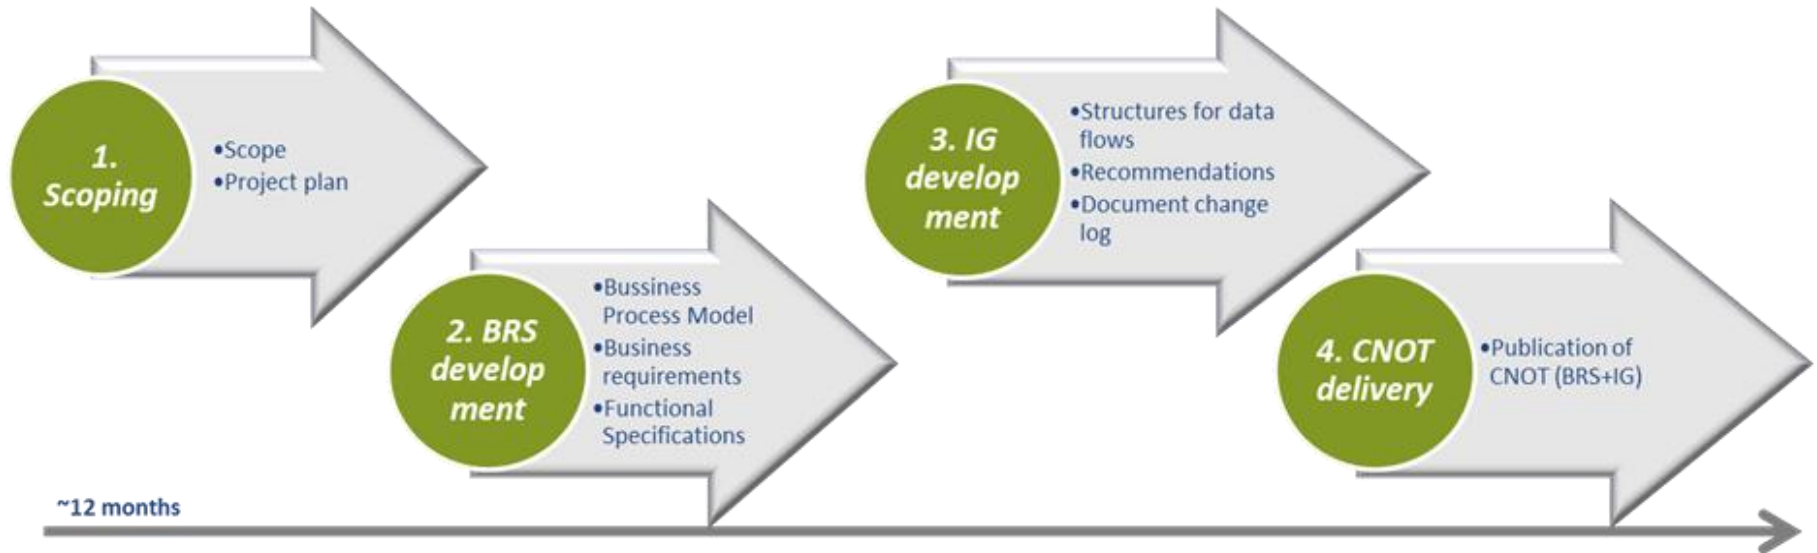 1.
Scoping
•Scope
•Project plan
2. BRS
develop
ment
•Bussiness
Process Model
•Business
requirements
•Functional
Specifications
3. IG
develop
ment
•Structures for data
flows
•Recommendations
•Document change
log
4. CNOT
delivery
•Publication of
CNOT (BRS+IG)
~12 months